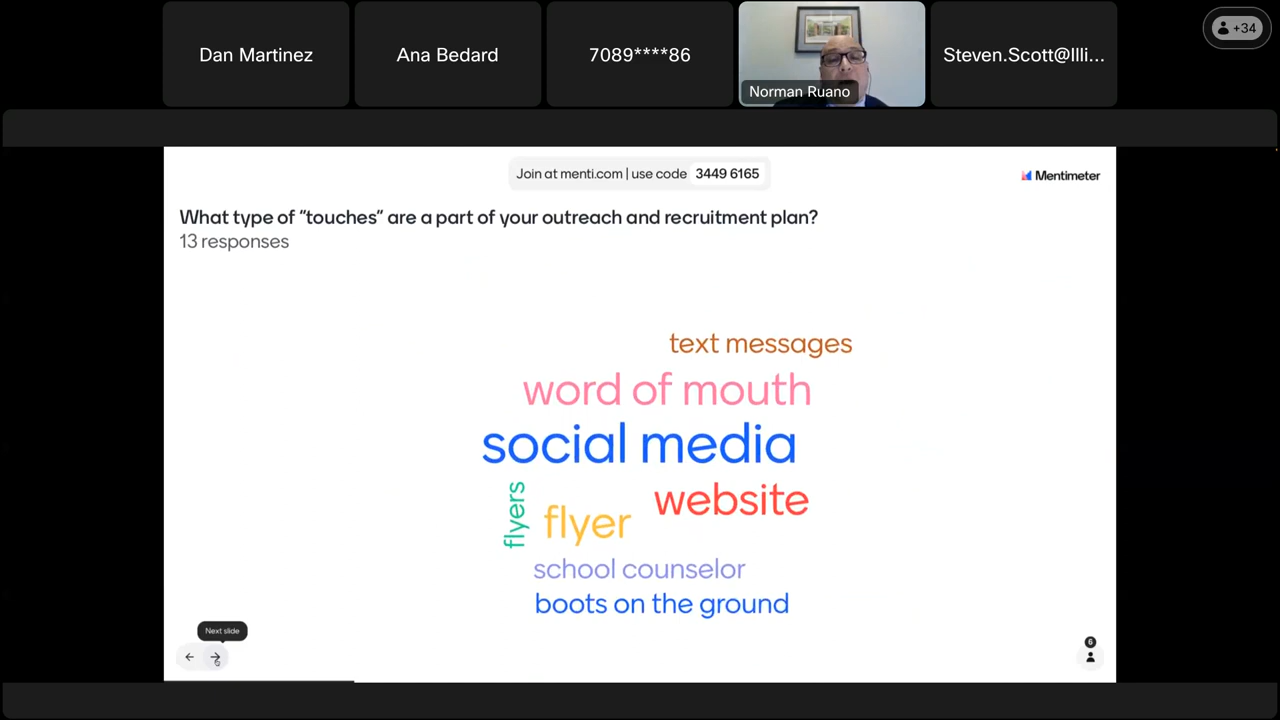 Dan Martinez
Ana Bedard
7089****86
Norman Ruano
Steven.Scott@Illi...
+34
Join at menti.com | use code 3449 6165
Mentimeter
What type of “touches” are a part of your outreach and recruitment plan?
13 responses
text messages
word of mouth
social media
website
flyers
flyer
school counselor
boots on the ground
Next slide
6